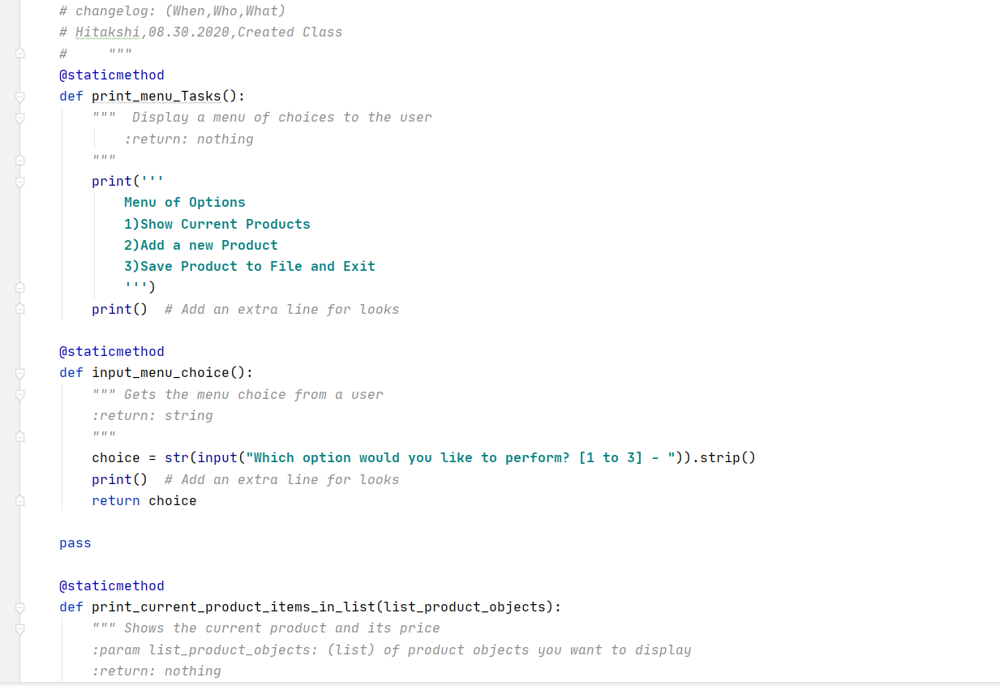 # changelog: (When,Who,What)
# Hitakshi,08.30.2020,Created Class
#     """
@staticmethod
def print_menu_Tasks():
    """  Display a menu of choices to the user
        :return: nothing
    """
    print('''
        Menu of Options
        1)Show Current Products
        2)Add a new Product
        3)Save Product to File and Exit
        ''')
    print()  # Add an extra line for looks

@staticmethod
def input_menu_choice():
    """ Gets the menu choice from a user
    :return: string
    """
    choice = str(input("Which option would you like to perform? [1 to 3] - ")).strip()
    print()  # Add an extra line for looks
    return choice

pass

@staticmethod
def print_current_product_items_in_list(list_product_objects):
    """ Shows the current product and its price
    :param list_product_objects: (list) of product objects you want to display
    :return: nothing